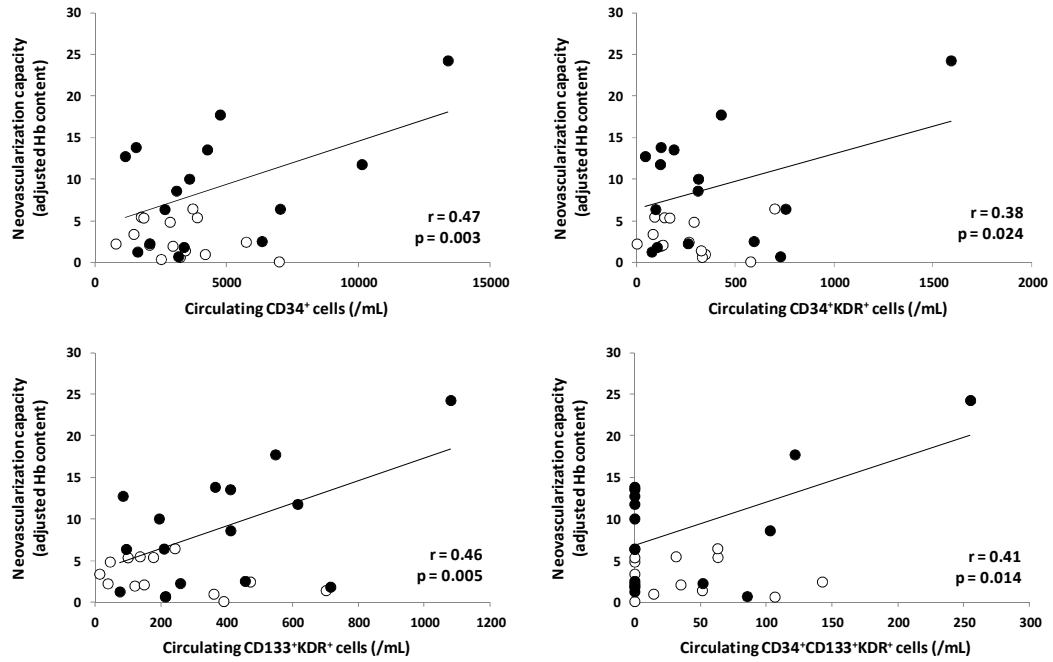 Neovascularization capacity
(adjusted Hb content)
30
25
20
15
10
5
0
r = 0.47
p = 0.003
0
5000
10000
15000
Circulating CD34⁺ cells (/mL)
Neovascularization capacity
(adjusted Hb content)
30
25
20
15
10
5
0
r = 0.38
p = 0.024
0
500
1000
1500
2000
Circulating CD34⁺KDR⁺ cells (/mL)
Neovascularization capacity
(adjusted Hb content)
30
25
20
15
10
5
0
r = 0.46
p = 0.005
0
200
400
600
800
1000
1200
Circulating CD133⁺KDR⁺ cells (/mL)
Neovascularization capacity
(adjusted Hb content)
30
25
20
15
10
5
0
r = 0.41
p = 0.014
0
50
100
150
200
250
300
Circulating CD34⁺CD133⁺KDR⁺ cells (/mL)